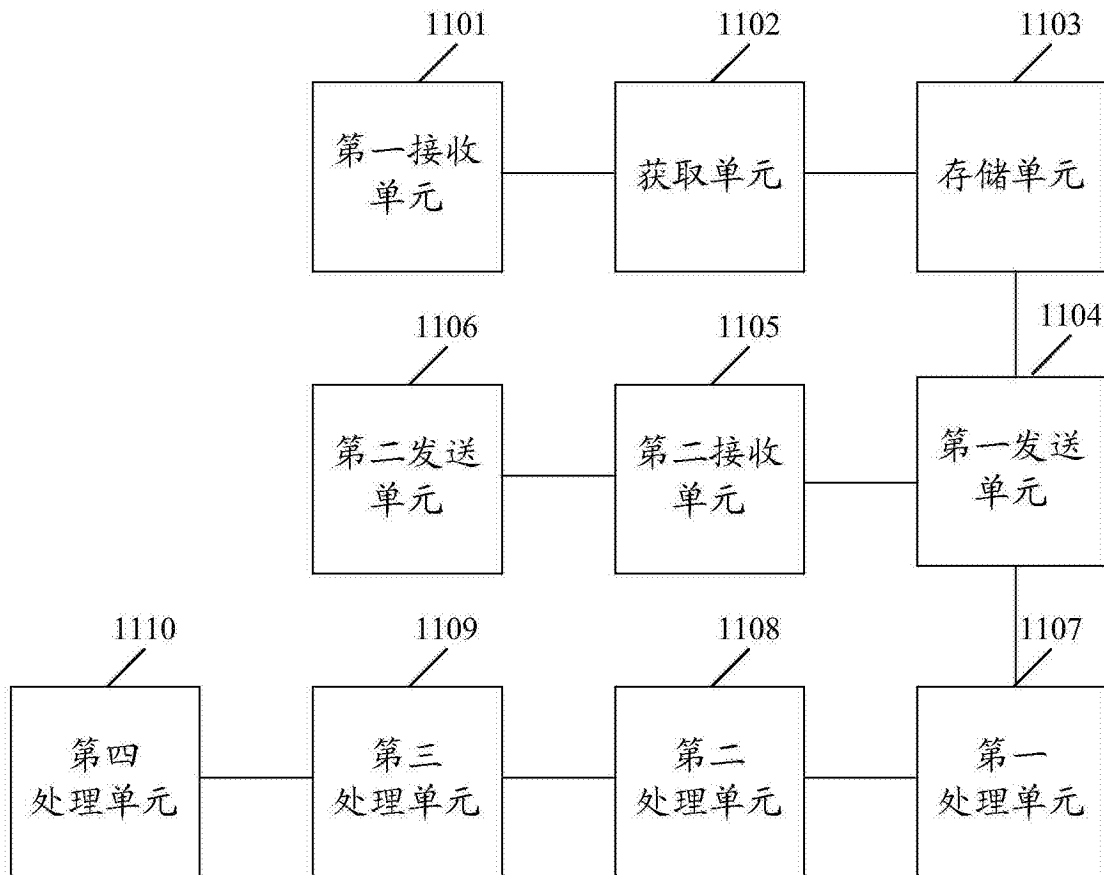 1101
1102
1103
第一接收
单元
获取单元
存储单元
1106
1105
1104
第二发送
单元
第二接收
单元
第一发送
单元
1110
1109
1108
1107
第四
处理单元
第三
处理单元
第二
处理单元
第一
处理单元